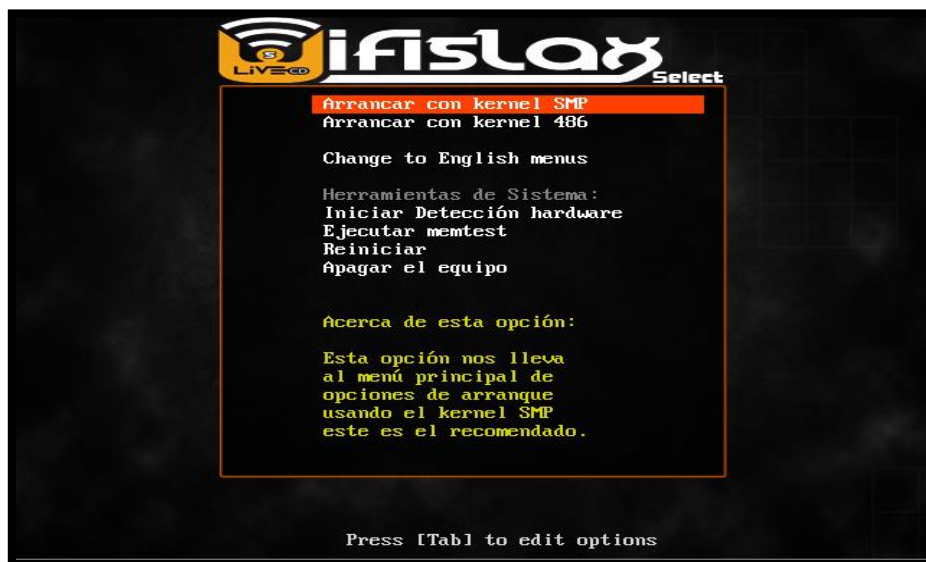 wifislax
LiVECD
S
Select
Arrancar con kernel SMP
Arrancar con kernel 486
Change to English menus
Herramientas de Sistema:
Iniciar Detección hardware
Ejecutar memtest
Reiniciar
Apagar el equipo
Acerca de esta opción:
Esta opción nos lleva
al menú principal de
opciones de arranque
usando el kernel SMP
este es el recomendado.
Press [Tab] to edit options